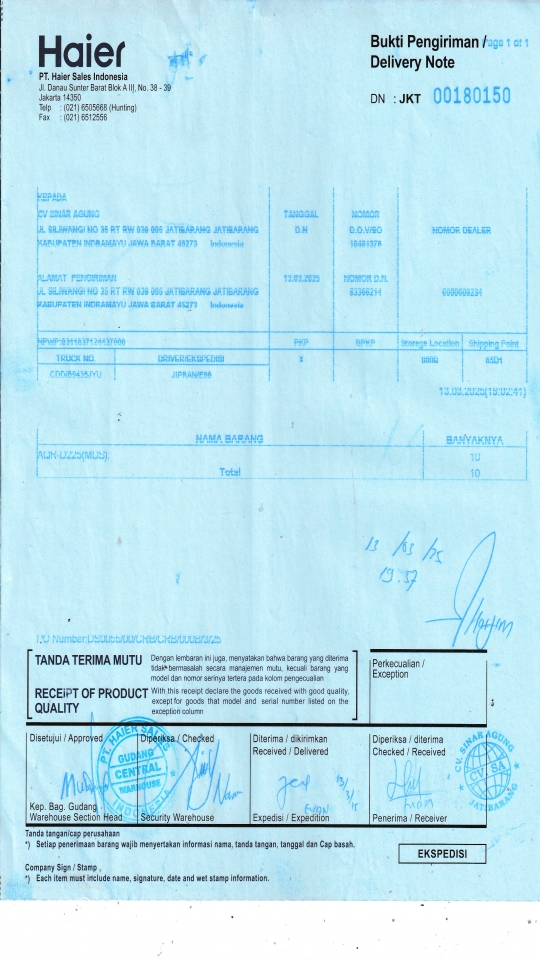 Haier
PT. Haier Sales Indonesia
Jl. Danau Sunter Barat Blok A III, No. 38 - 39
Jakarta 14350
Telp : (021) 6505668 (Hunting)
Fax : (021) 6512556
Bukti Pengiriman /
Delivery Note
Page 1 of 1
DN : JKT 00180150
KEPADA
CV SINAR AGUNG
JL SILIWANGI NO 35 RT RW 039 005 JATIBARANG JATIBARANG
KABUPATEN INDRAMAYU JAWA BARAT 45273 Indonesia
TANGGAL
D.N
NOMOR
D.O./SO
NOMOR DEALER
ALAMAT PENGIRIMAN
JL SILIWANGI NO 35 RT RW 039 005 JATIBARANG JATIBARANG
KABUPATEN INDRAMAYU JAWA BARAT 45273 Indonesia
13.03.2025
NOMOR D.N.
83366214
PKP
BPKP
Storage Location
Shipping Point
TRUCK NO.
DRIVER/EKSPEDISI
X
000B
NAMA BARANG
BANYAKNYA
10
Total
10
13/03/25
19.37
TANDA TERIMA MUTU
Dengan lembaran ini juga, menyatakan bahwa barang yang diterima
tidak bermasalah secara manajemen mutu, kecuali barang yang
model dan nomor serinya tertera pada kolom pengecualian
RECEIPT OF PRODUCT
QUALITY
With this receipt declare the goods received with good quality,
except for goods that model and serial number listed on the
exception column
Perkecualian /
Exception
Disetujui / Approved
Kep. Bag. Gudang
Warehouse Section Head
PT. HAIER SALES
INDONESIA
GUDANG
CENTRAL
WARHOUSE
Diperiksa / Checked
Security Warehouse
Diterima / dikirimkan
Received / Delivered
13/3/25
Expedisi / Expedition
Diperiksa / diterima
Checked / Received
Penerima / Receiver
CV. SINAR AGUNG
CV. SA
JATIBARANG
Tanda tangan/cap perusahaan
*) Setiap penerimaan barang wajib menyertakan informasi nama, tanda tangan, tanggal dan Cap basah.
EKSPEDISI
Company Sign / Stamp ,
*) Each item must include name, signature, date and wet stamp information.